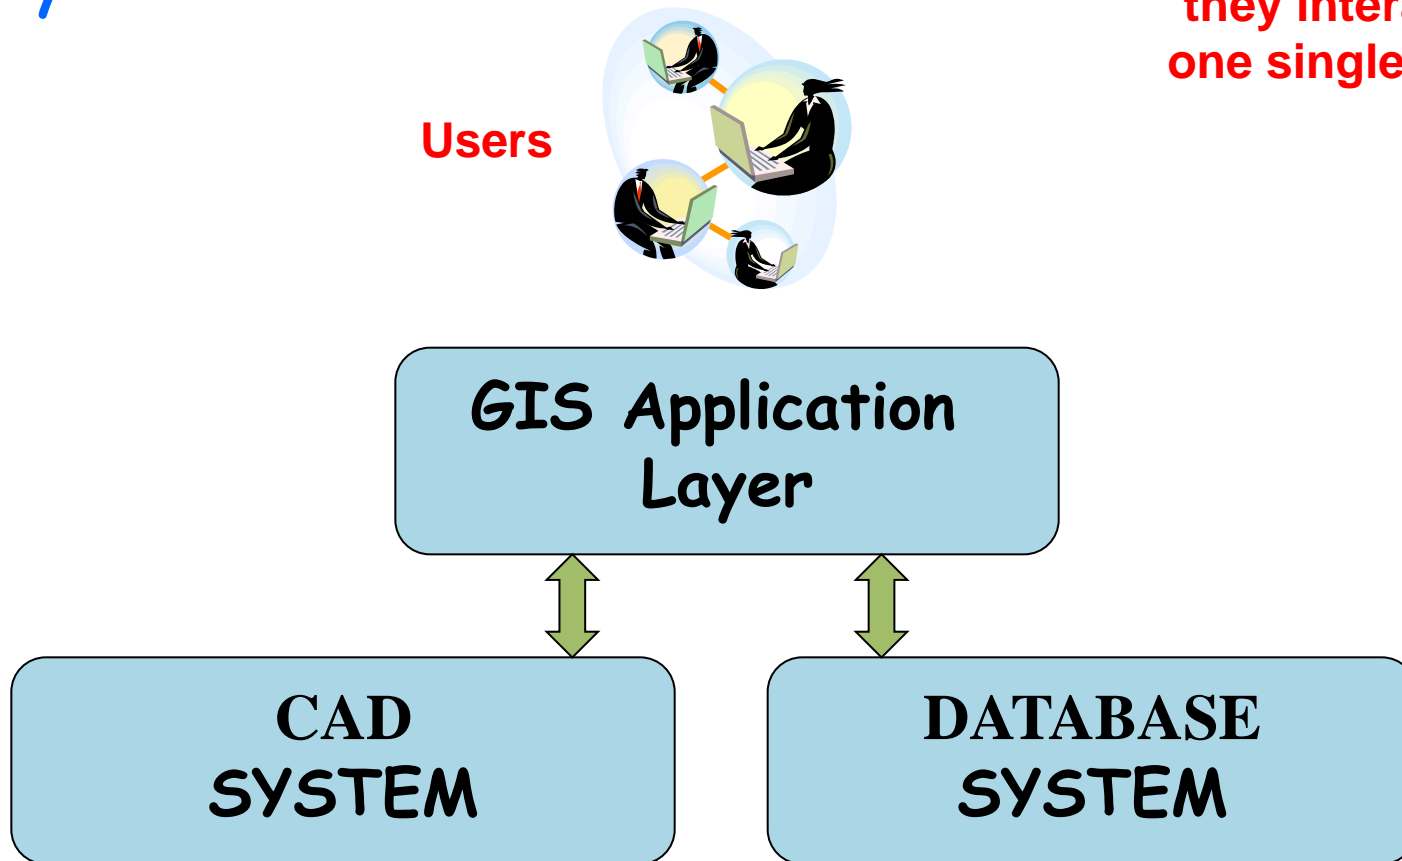 one single
Users
GIS Application
Layer
CAD
SYSTEM
DATABASE
SYSTEM